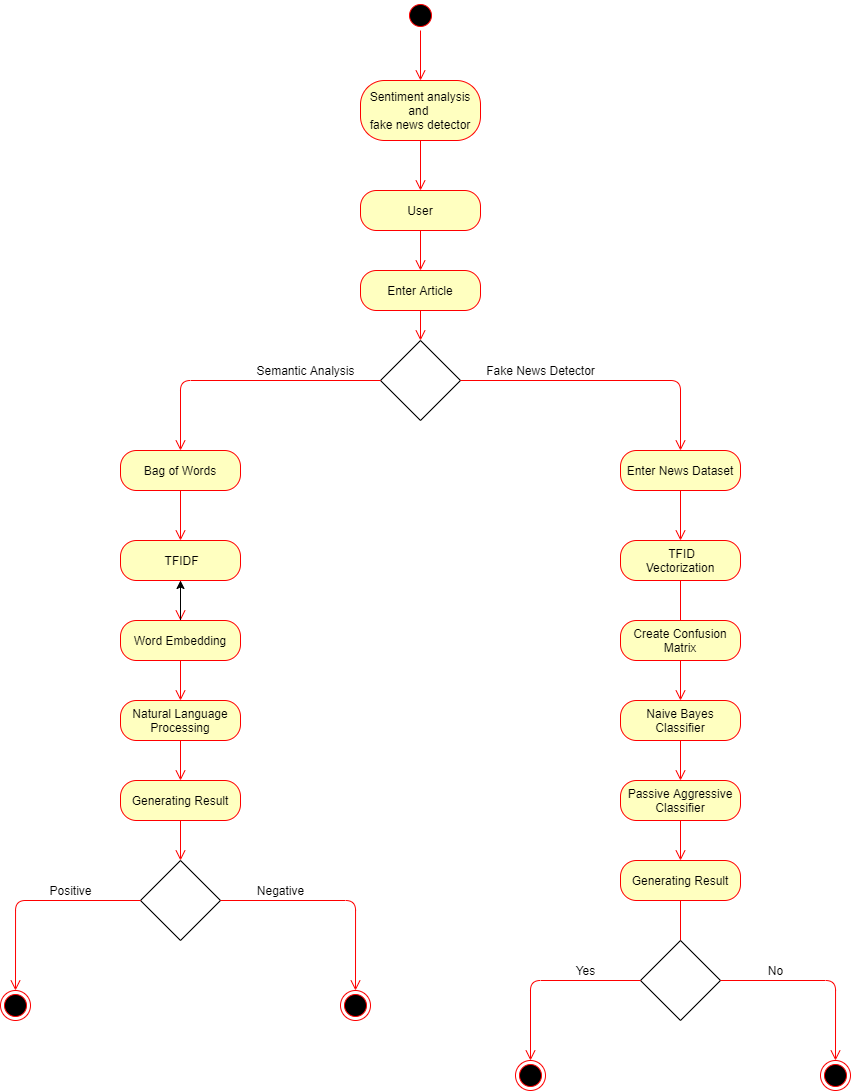 Sentiment analysis
and
fake news detector
User
Enter Article
Semantic Analysis
Fake News Detector
Bag of Words
Enter News Dataset
TFIDF
TFID
Vectorization
Word Embedding
Create Confusion
Matrix
Natural Language
Processing
Naive Bayes
Classifier
Generating Result
Passive Aggressive
Classifier
Positive
Negative
Generating Result
Yes
No